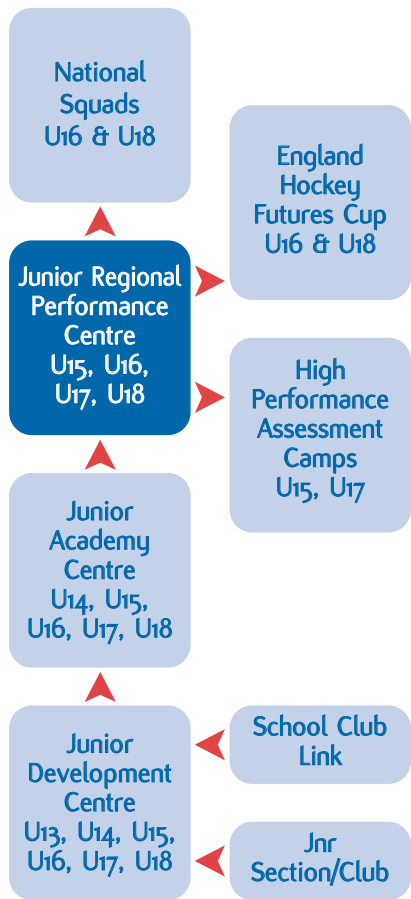 National
Squads
U16 & U18
England
Hockey
Futures Cup
U16 & U18
Junior Regional
Performance
Centre
U15, U16,
U17, U18
High
Performance
Assessment
Camps
U15, U17
Junior
Academy
Centre
U14, U15,
U16, U17, U18
Junior
Development
Centre
U13, U14, U15,
U16, U17, U18
School Club
Link
Jnr
Section/Club